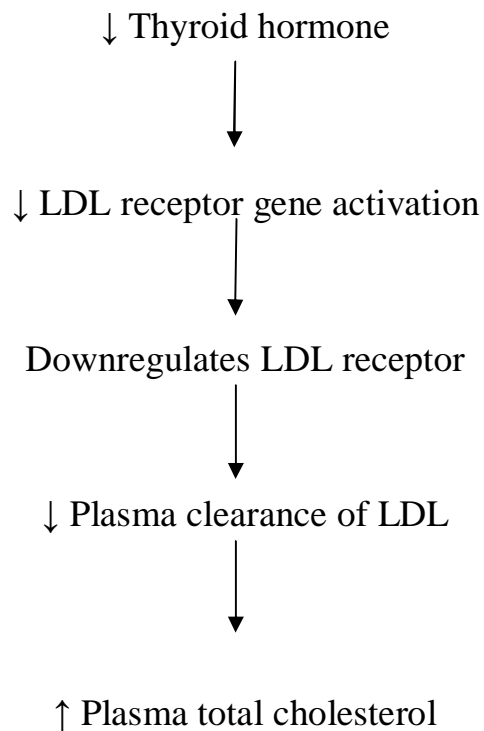 ↓ Thyroid hormone
↓ LDL receptor gene activation
Downregulates LDL receptor
↓ Plasma clearance of LDL
↑ Plasma total cholesterol